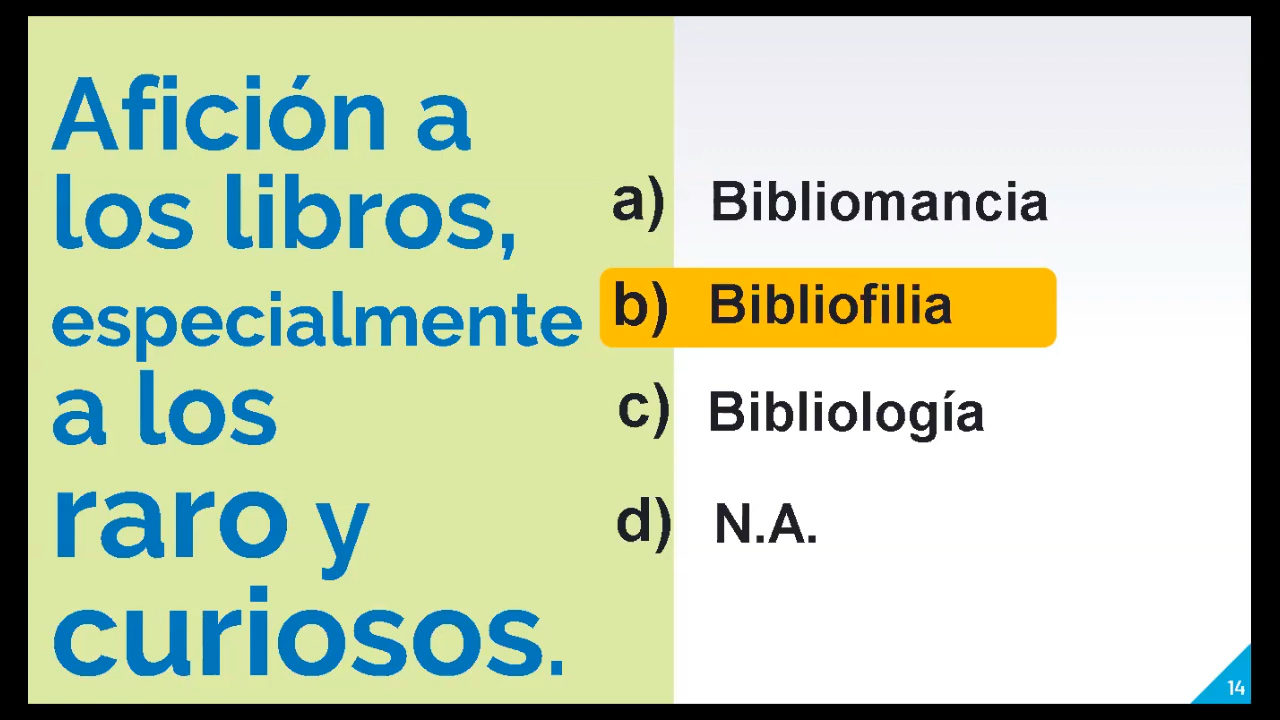 Afición a
los libros,
especialmente
a los
raro y
curiosos.
a) Bibliomancia
b) Bibliofilia
c) Bibliología
d) N.A.
14